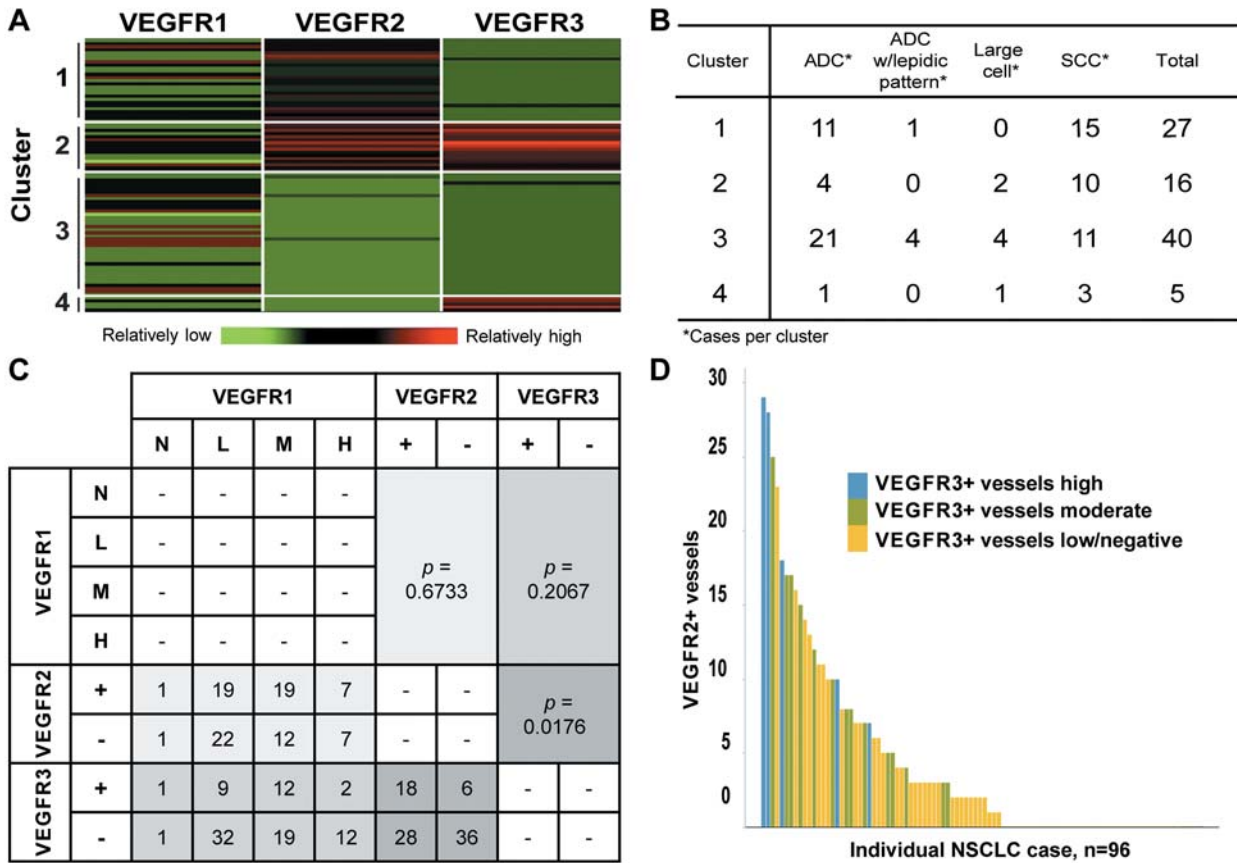 A
VEGFR1 VEGFR2 VEGFR3
Cluster
1
2
3
4
Relatively low Relatively high
B
Cluster ADC* ADC w/lepidic pattern* Large cell* SCC* Total
1 11 1 0 15 27
2 4 0 2 10 16
3 21 4 4 11 40
4 1 0 1 3 5
*Cases per cluster
C
VEGFR1 VEGFR2 VEGFR3
N L M H + - + -
VEGFR1
N - - - -
L - - - -
M - - - -
H - - - -
p = 0.6733
p = 0.2067
VEGFR2
+ 1 19 19 7 - -
- 1 22 12 7 - -
p = 0.0176
VEGFR3
+ 1 9 12 2 18 6 - -
- 1 32 19 12 28 36 - -
D
30
25
20
15
10
5
0
VEGFR2+ vessels
VEGFR3+ vessels high
VEGFR3+ vessels moderate
VEGFR3+ vessels low/negative
Individual NSCLC case, n=96